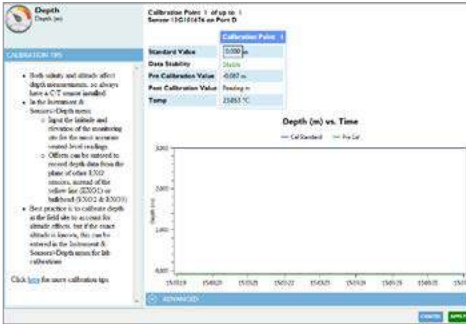 Depth
Depth (m)
Calibration Point 1 of up to 1
Sensor on Port D
CALIBRATION TIPS
Calibration Point 1
Standard Value 0.000 m
Data Stability Stable
Pre Calibration Value m
Post Calibration Value Pending m
Temp °C
• Both salinity and altitude affect
depth measurements, so always
have a C/T sensor installed
• In the Instrument &
Sensors>Depth menu:
o Input the latitude and
elevation of the monitoring
site for the most accurate
vented level readings
o Offsets can be entered to
record depth data from the
plane of other EXO
sensors, instead of the
yellow line (EXO1) or
bulkhead (EXO2 & EXO3)
• Best practice is to calibrate depth
at the field site to account for
altitude effects, but if the exact
altitude is known, this can be
entered in the Instrument &
Sensors>Depth menu for lab
calibrations
Click here for more calibration tips
Depth (m) vs. Time
Cal Standard Pre Cal
Depth (m)
ADVANCED
CANCEL APPLY